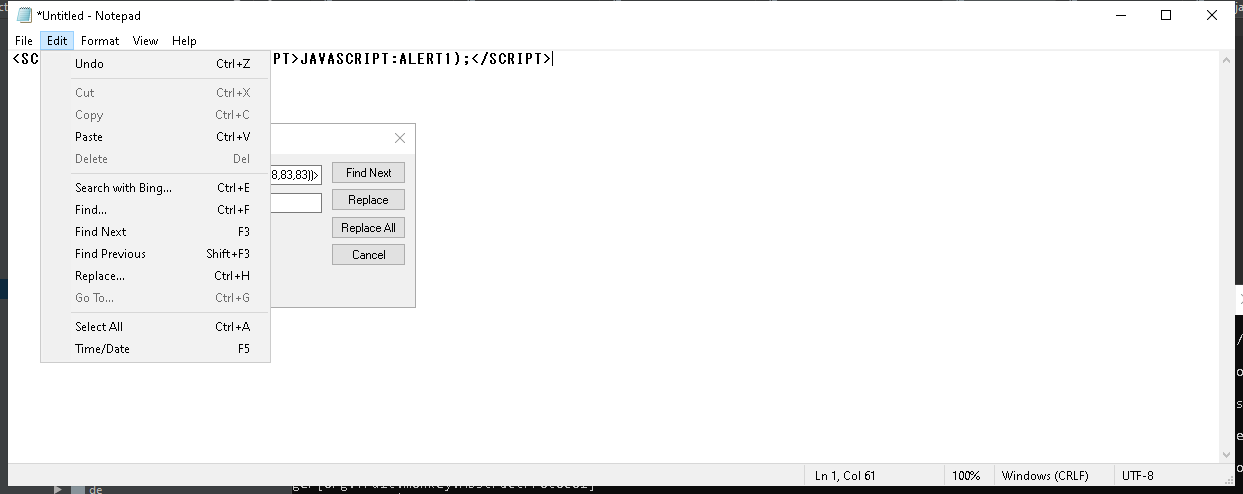 *Untitled - Notepad
File Edit Format View Help
<SC PT>JAVASCRIPT:ALERT1);</SCRIPT>
Undo Ctrl+Z
Cut Ctrl+X
Copy Ctrl+C
Paste Ctrl+V
Delete Del
Search with Bing... Ctrl+E
Find... Ctrl+F
Find Next F3
Find Previous Shift+F3
Replace... Ctrl+H
Go To... Ctrl+G
Select All Ctrl+A
Time/Date F5
8,83,83))>
Find Next
Replace
Replace All
Cancel
Ln 1, Col 61 100% Windows (CRLF) UTF-8
de